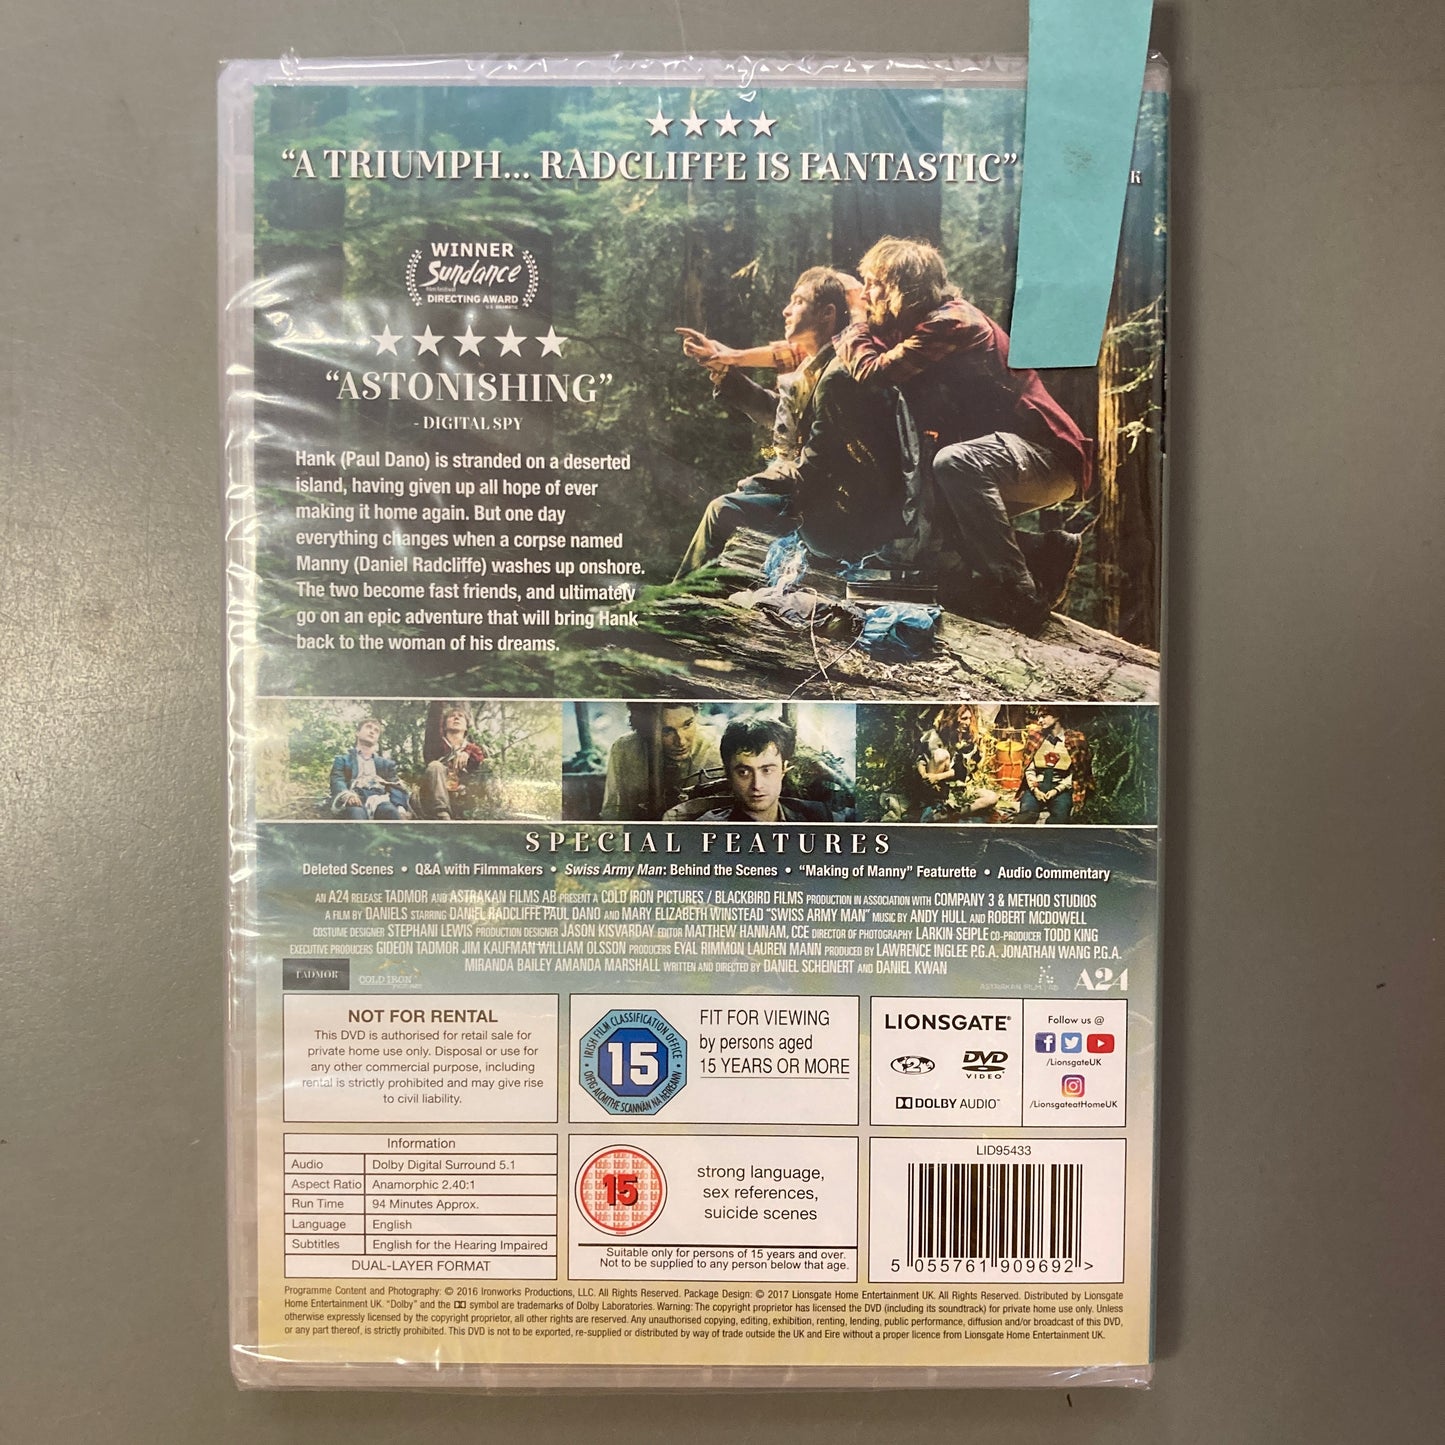 ★★★★
“A TRIUMPH... RADCLIFFE IS FANTASTIC”
WINNER
Sundance
film festival
DIRECTING AWARD
U.S. DRAMATIC
★★★★★
“ASTONISHING”
- DIGITAL SPY
Hank (Paul Dano) is stranded on a deserted
island, having given up all hope of ever
making it home again. But one day
everything changes when a corpse named
Manny (Daniel Radcliffe) washes up onshore.
The two become fast friends, and ultimately
go on an epic adventure that will bring Hank
back to the woman of his dreams.
SPECIAL FEATURES
Deleted Scenes • Q&A with Filmmakers • Swiss Army Man: Behind the Scenes • “Making of Manny” Featurette • Audio Commentary
AN A24 RELEASE TADMOR AND ASTRAKAN FILMS AB PRESENT A COLD IRON PICTURES / BLACKBIRD FILMS PRODUCTION IN ASSOCIATION WITH COMPANY 3 & METHOD STUDIOS
A FILM BY DANIELS STARRING DANIEL RADCLIFFE PAUL DANO AND MARY ELIZABETH WINSTEAD “SWISS ARMY MAN” MUSIC BY ANDY HULL AND ROBERT MCDOWELL
COSTUME DESIGNER STEPHANI LEWIS PRODUCTION DESIGNER JASON KISVARDAY EDITOR MATTHEW HANNAM, CCE DIRECTOR OF PHOTOGRAPHY LARKIN SEIPLE CO-PRODUCER TODD KING
EXECUTIVE PRODUCERS GIDEON TADMOR JIM KAUFMAN WILLIAM OLSSON PRODUCERS EYAL RIMMON LAUREN MANN PRODUCED BY LAWRENCE INGLEE P.G.A. JONATHAN WANG P.G.A.
MIRANDA BAILEY AMANDA MARSHALL WRITTEN AND DIRECTED BY DANIEL SCHEINERT AND DANIEL KWAN
TADMOR
COLD IRON
PICTURES
ASTRAKAN FILM AB
A24
NOT FOR RENTAL
This DVD is authorised for retail sale for
private home use only. Disposal or use for
any other commercial purpose, including
rental is strictly prohibited and may give rise
to civil liability.
IRISH FILM CLASSIFICATION OFFICE
15
OIFIG AICMITHE SCANNÁN NA hÉIREANN
FIT FOR VIEWING
by persons aged
15 YEARS OR MORE
LIONSGATE
2
DVD
VIDEO
DOLBY AUDIO™
Follow us @
/LionsgateUK
/LionsgateatHomeUK
Information
Audio Dolby Digital Surround 5.1
Aspect Ratio Anamorphic 2.40:1
Run Time 94 Minutes Approx.
Language English
Subtitles English for the Hearing Impaired
DUAL-LAYER FORMAT
15
strong language,
sex references,
suicide scenes
Suitable only for persons of 15 years and over.
Not to be supplied to any person below that age.
LID95433
5 055761 909692 >
Programme Content and Photography: © 2016 Ironworks Productions, LLC. All Rights Reserved. Package Design: © 2017 Lionsgate Home Entertainment UK. All Rights Reserved. Distributed by Lionsgate
Home Entertainment UK. “Dolby” and the DD symbol are trademarks of Dolby Laboratories. Warning: The copyright proprietor has licensed the DVD (including its soundtrack) for private home use only. Unless
otherwise expressly licensed by the copyright proprietor, all other rights are reserved. Any unauthorised copying, editing, exhibition, renting, lending, public performance, diffusion and/or broadcast of this DVD,
or any part thereof, is strictly prohibited. This DVD is not to be exported, re-supplied or distributed by way of trade outside the UK and Eire without a proper licence from Lionsgate Home Entertainment UK.